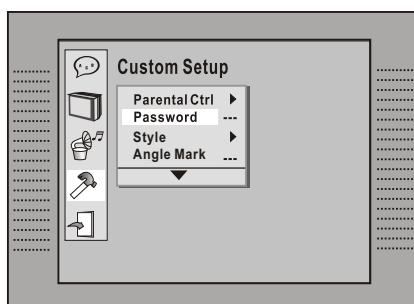 Custom Setup
Parental Ctrl
Password ---
Style
Angle Mark ---